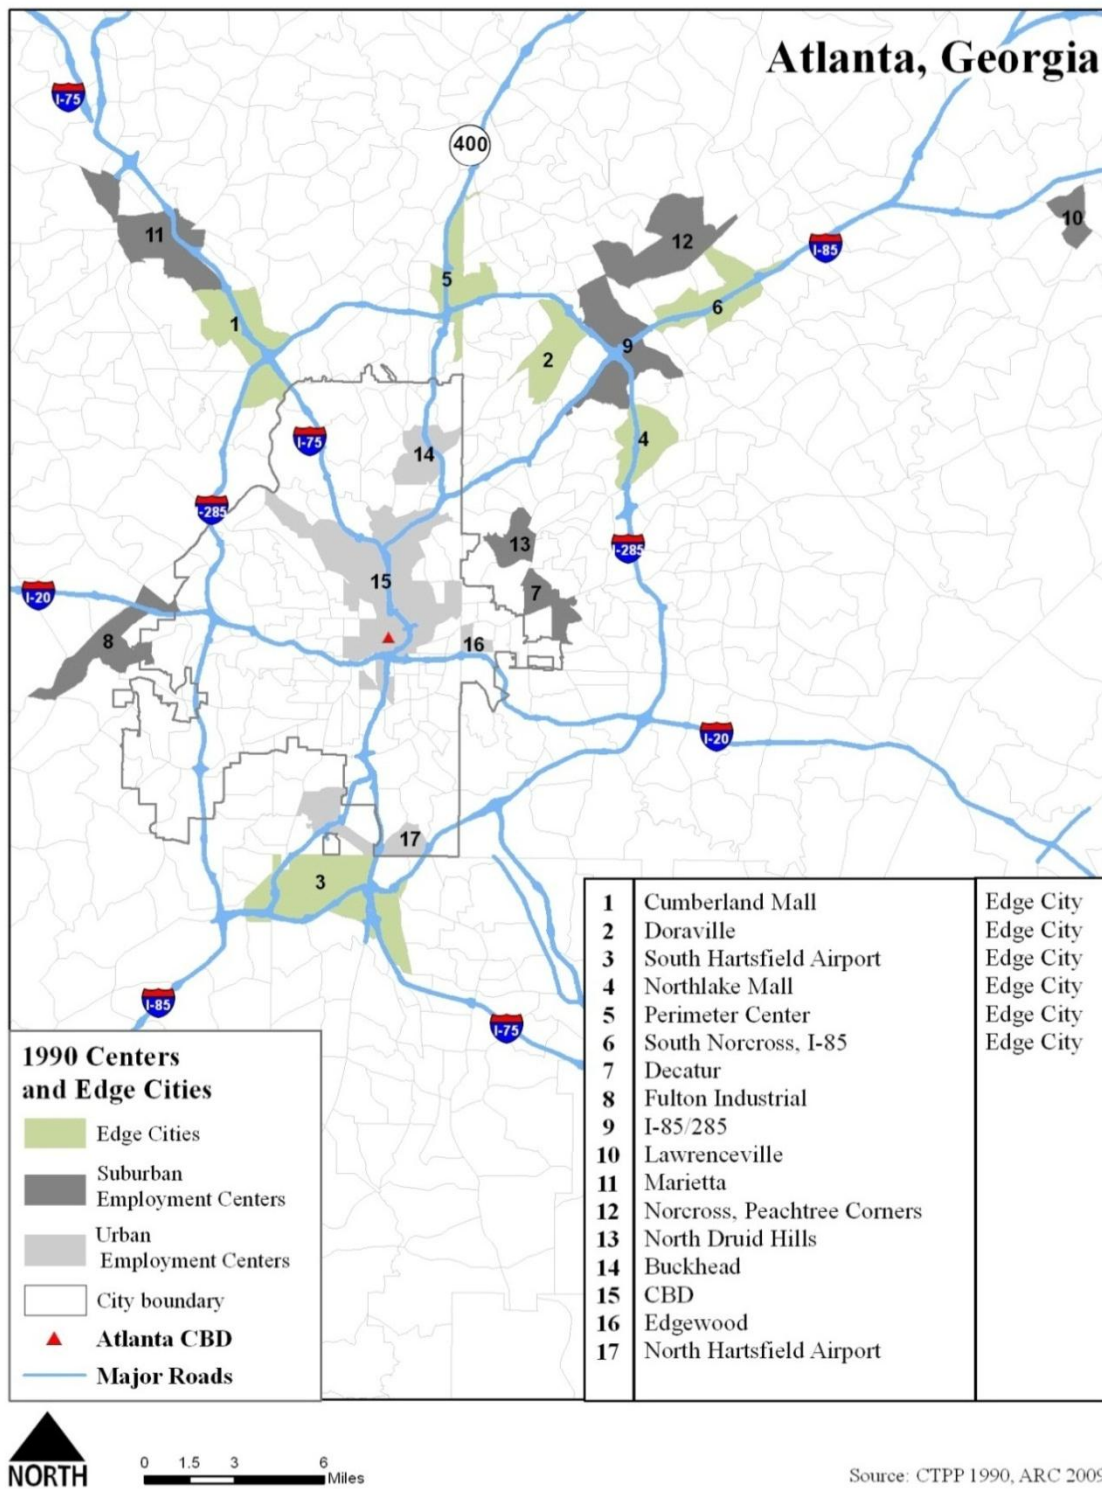 Atlanta, Georgia
I-75
400
11
12
10
I-85
5
1
6
9
2
I-75
14
4
I-285
13
I-285
15
I-20
7
8
16
I-20
17
3
I-85
I-75
1 Cumberland Mall Edge City
2 Doraville Edge City
3 South Hartsfield Airport Edge City
4 Northlake Mall Edge City
5 Perimeter Center Edge City
6 South Norcross, I-85 Edge City
7 Decatur
8 Fulton Industrial
9 I-85/285
10 Lawrenceville
11 Marietta
12 Norcross, Peachtree Corners
13 North Druid Hills
14 Buckhead
15 CBD
16 Edgewood
17 North Hartsfield Airport
1990 Centers
and Edge Cities
Edge Cities
Suburban
Employment Centers
Urban
Employment Centers
City boundary
Atlanta CBD
Major Roads
NORTH
0 1.5 3 6
Miles
Source: CTPP 1990, ARC 2009